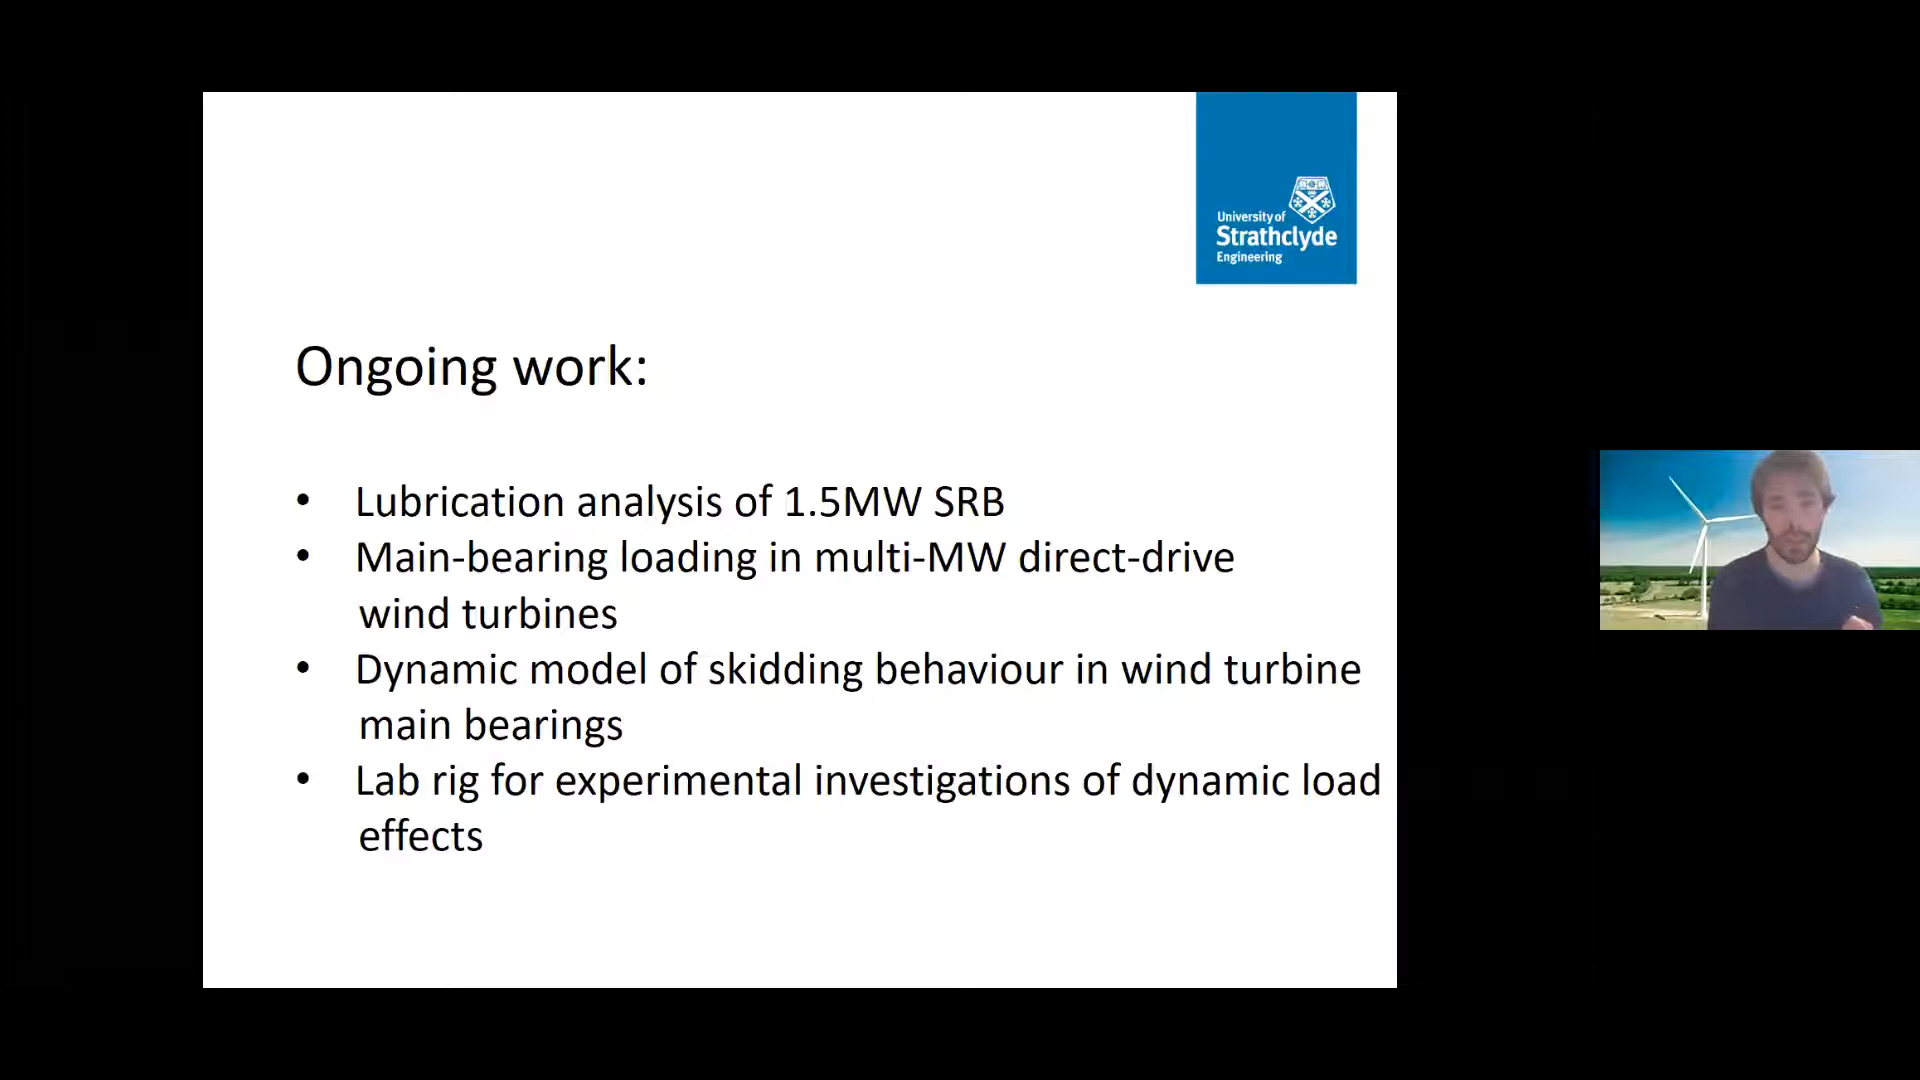 University of
Strathclyde
Engineering
Ongoing work:
• Lubrication analysis of 1.5MW SRB
• Main-bearing loading in multi-MW direct-drive
wind turbines
• Dynamic model of skidding behaviour in wind turbine
main bearings
• Lab rig for experimental investigations of dynamic load
effects